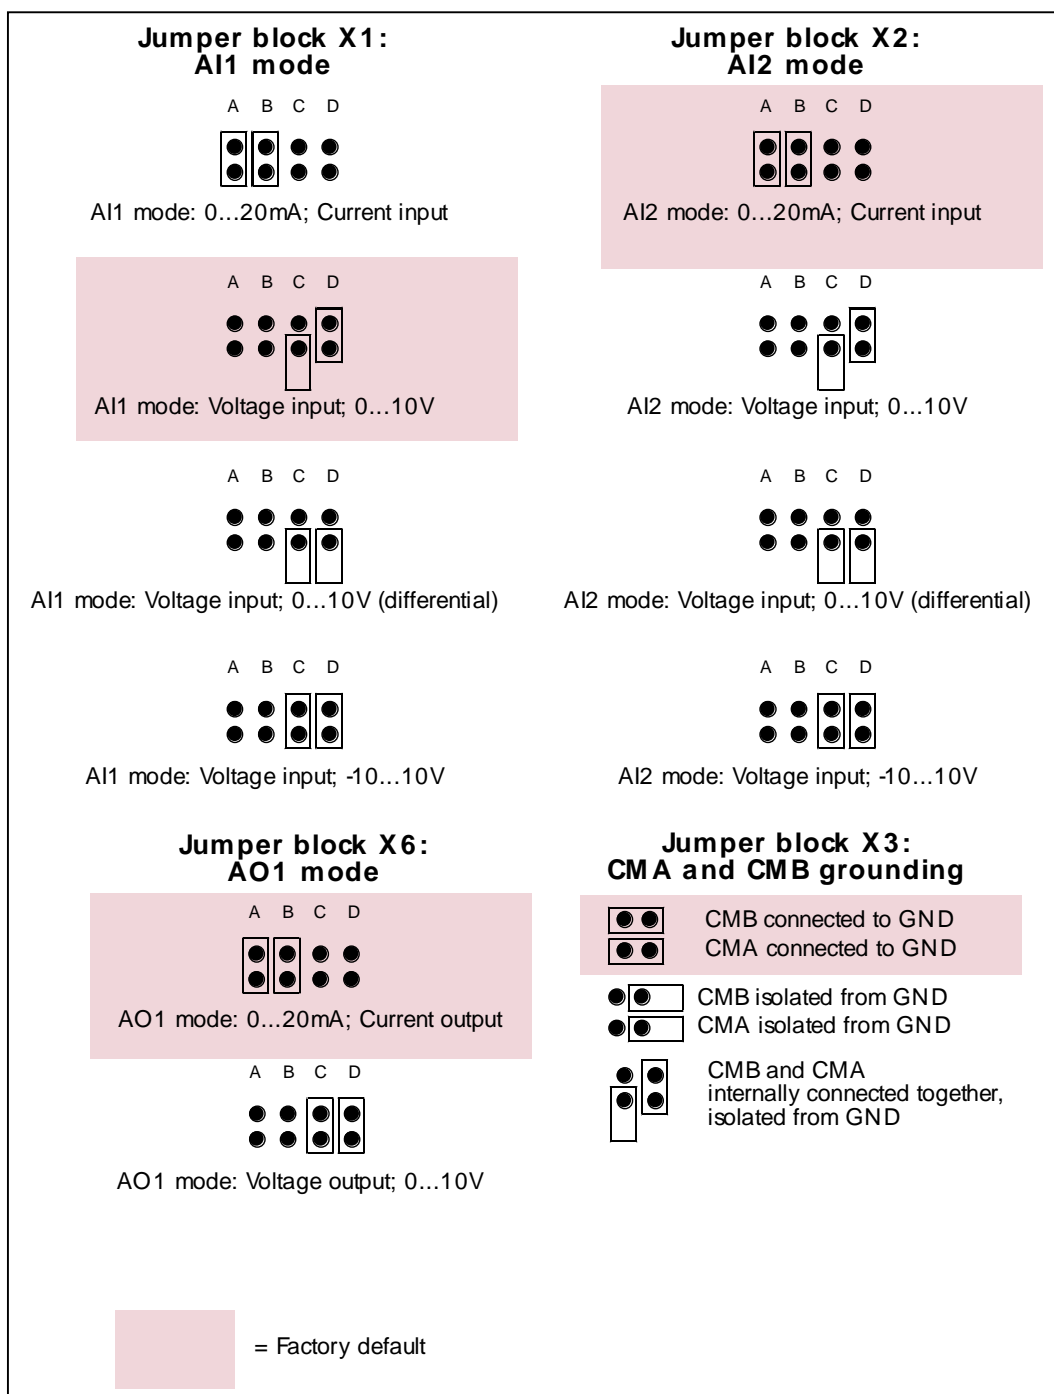 Jumper block X1:
AI1 mode
A B C D
AI1 mode: 0...20mA; Current input
A B C D
AI1 mode: Voltage input; 0...10V
A B C D
AI1 mode: Voltage input; 0...10V (differential)
A B C D
AI1 mode: Voltage input; -10...10V
Jumper block X2:
AI2 mode
A B C D
AI2 mode: 0...20mA; Current input
A B C D
AI2 mode: Voltage input; 0...10V
A B C D
AI2 mode: Voltage input; 0...10V (differential)
A B C D
AI2 mode: Voltage input; -10...10V
Jumper block X6:
AO1 mode
A B C D
AO1 mode: 0...20mA; Current output
A B C D
AO1 mode: Voltage output; 0...10V
Jumper block X3:
CMA and CMB grounding
CMB connected to GND
CMA connected to GND
CMB isolated from GND
CMA isolated from GND
CMB and CMA
internally connected together,
isolated from GND
= Factory default